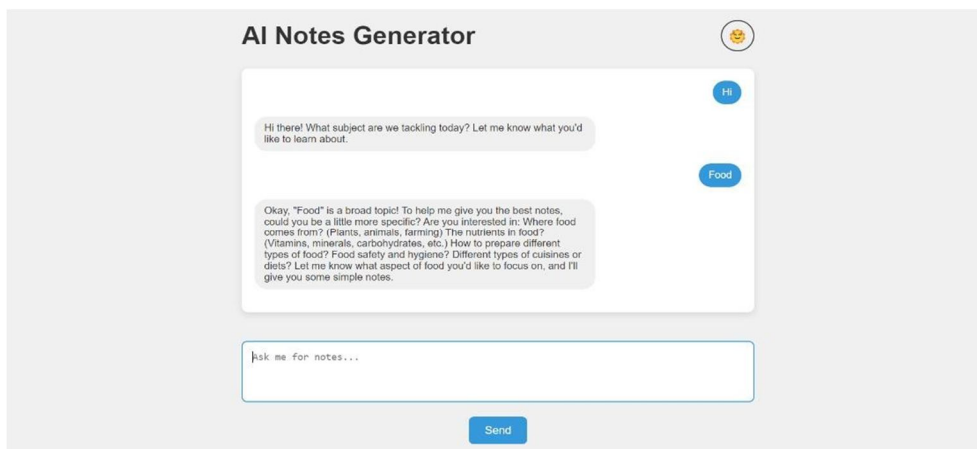 AI Notes Generator
Hi
Hi there! What subject are we tackling today? Let me know what you'd
like to learn about.
Food
Okay, "Food" is a broad topic! To help me give you the best notes,
could you be a little more specific? Are you interested in: Where food
comes from? (Plants, animals, farming) The nutrients in food?
(Vitamins, minerals, carbohydrates, etc.) How to prepare different
types of food? Food safety and hygiene? Different types of cuisines or
diets? Let me know what aspect of food you'd like to focus on, and I'll
give you some simple notes.
Ask me for notes...
Send